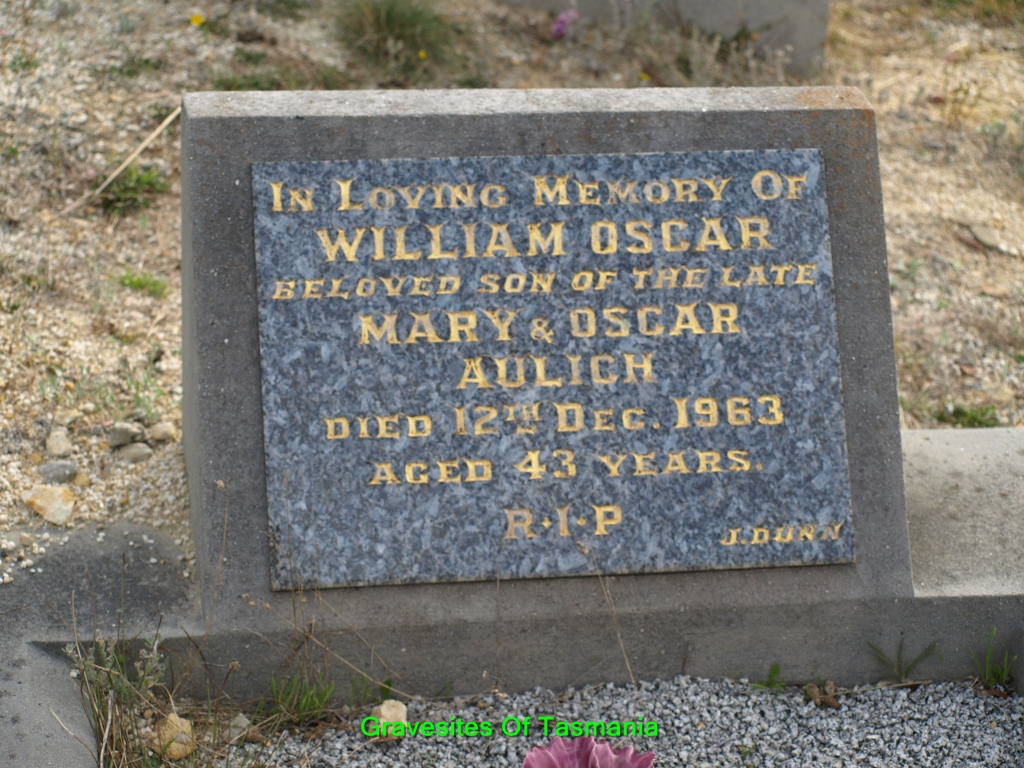 In Loving Memory Of
WILLIAM OSCAR
BELOVED SON OF THE LATE
MARY & OSCAR
AULICH
DIED 12TH DEC. 1963
AGED 43 YEARS.
R·I·P
J.DUNN
Gravesites Of Tasmania